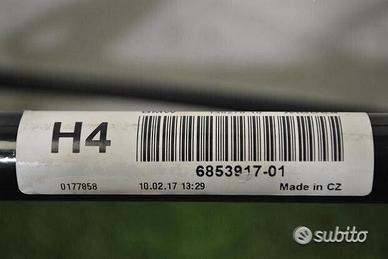 H4
6853917-01
0177858 10.02.17 13:29 Made in CZ
subito